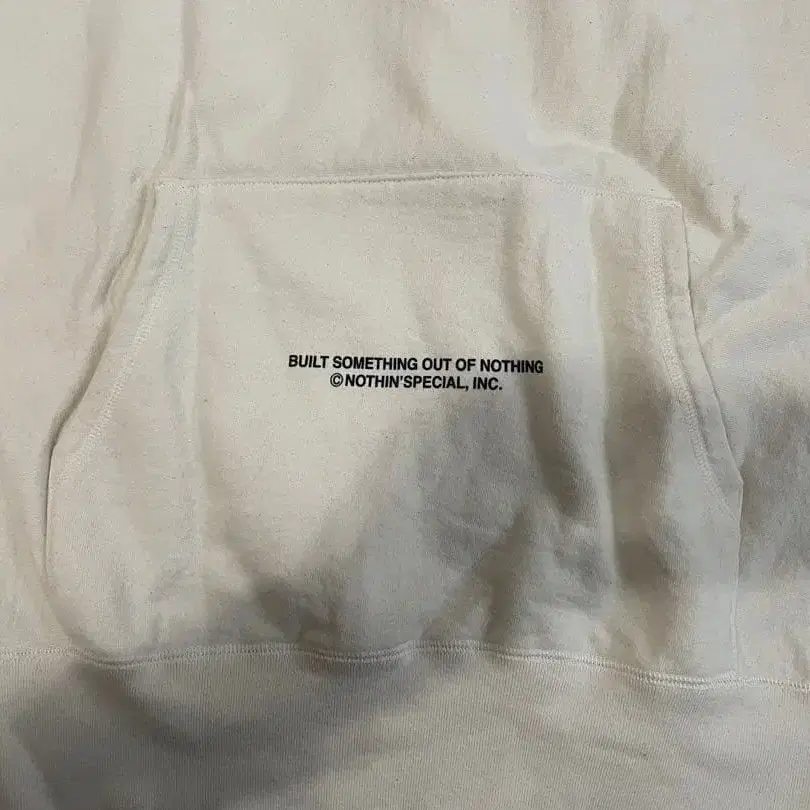 BUILT SOMETHING OUT OF NOTHING
©NOTHIN'SPECIAL, INC.